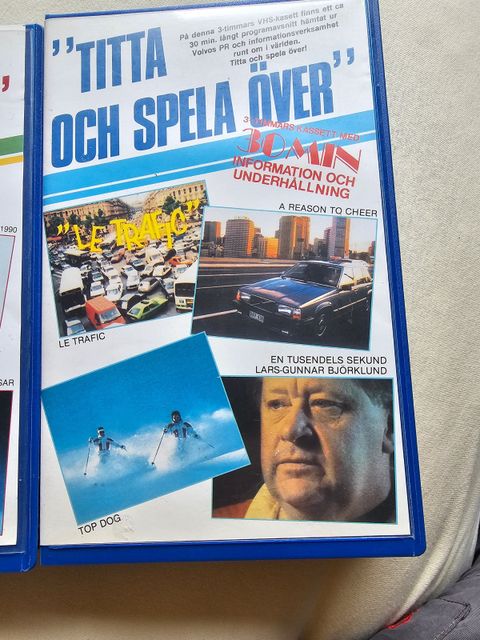 På denna 3-timmars VHS-kasett finns ett ca
30 min. långt programavsnitt hämtat ur
Volvos PR och informationsverksamhet
runt om i världen.
Titta och spela över!
"TITTA
OCH SPELA ÖVER"
3-TIMMARS KASSETT MED
30 MIN
INFORMATION OCH
UNDERHÅLLNING
"LE TRAFIC"
A REASON TO CHEER
LE TRAFIC
EN TUSENDELS SEKUND
LARS-GUNNAR BJÖRKLUND
TOP DOG
1990
SAR